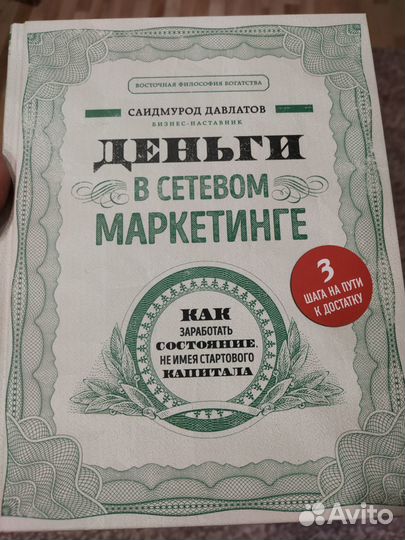 ВОСТОЧНАЯ ФИЛОСОФИЯ БОГАТСТВА
САИДМУРОД ДАВЛАТОВ
БИЗНЕС-НАСТАВНИК
ДЕНЬГИ
В СЕТЕВОМ
МАРКЕТИНГЕ
3
ШАГА НА ПУТИ
К ДОСТАТКУ
КАК
ЗАРАБОТАТЬ
СОСТОЯНИЕ,
НЕ ИМЕЯ СТАРТОВОГО
КАПИТАЛА
Avito